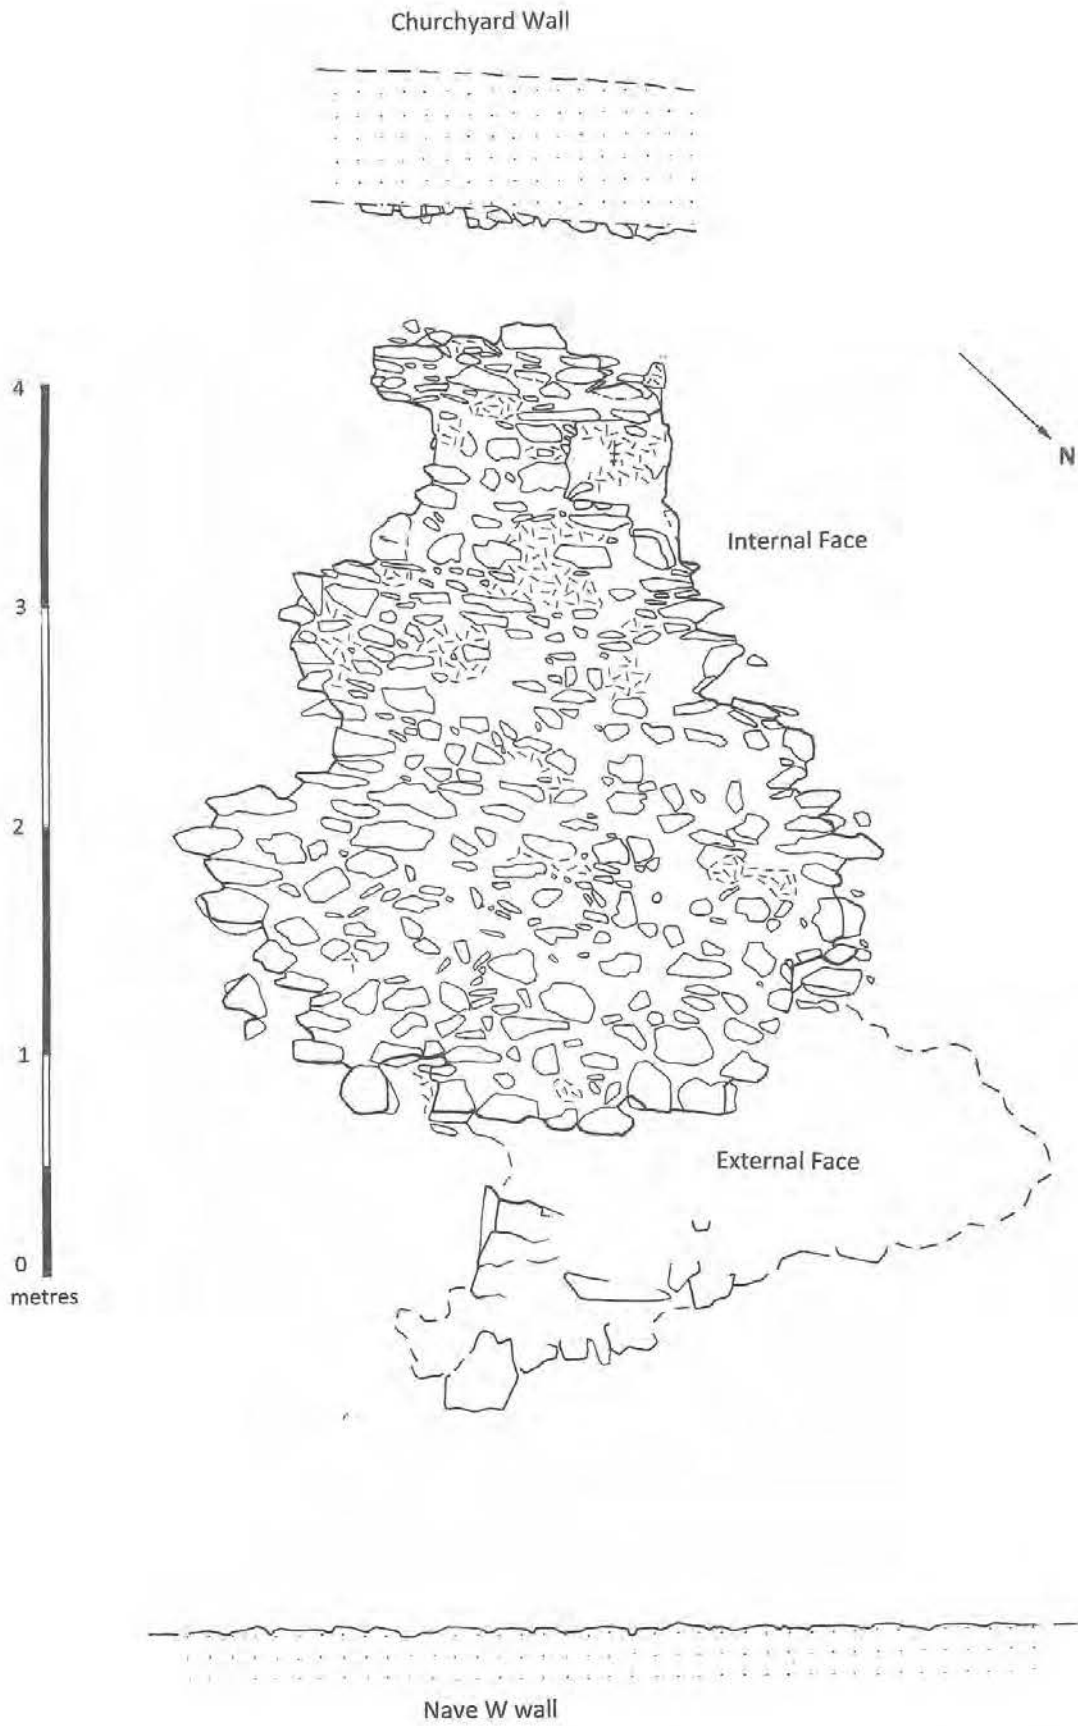 Churchyard Wall
4
N
Internal Face
3
2
1
External Face
0
metres
Nave W wall